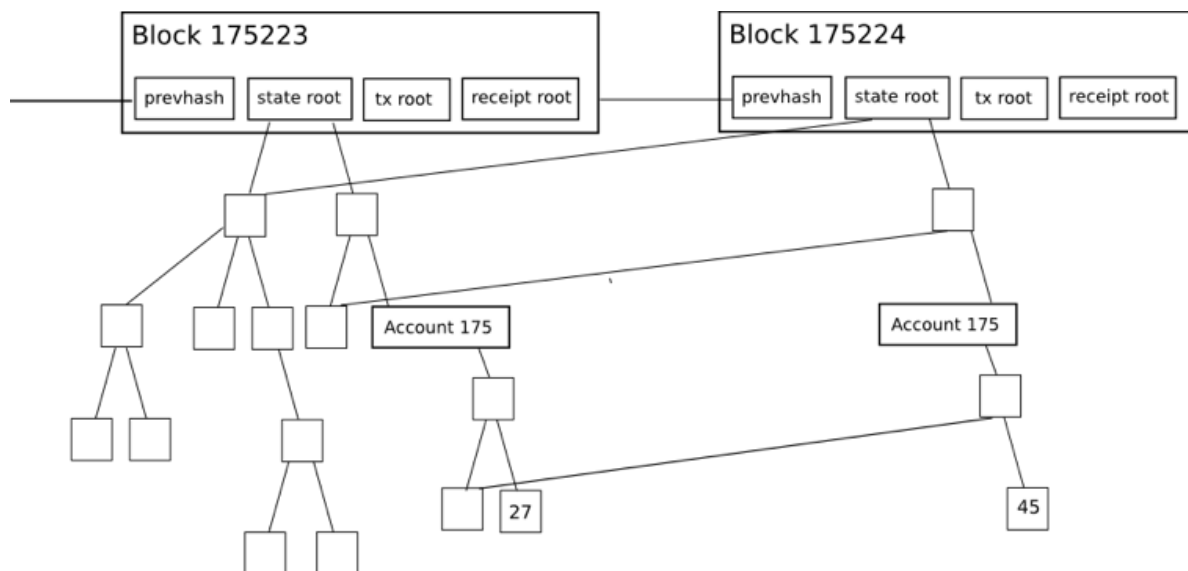 Block 175223
prevhash
state root
tx root
receipt root
Block 175224
prevhash
state root
tx root
receipt root
Account 175
Account 175
27
45